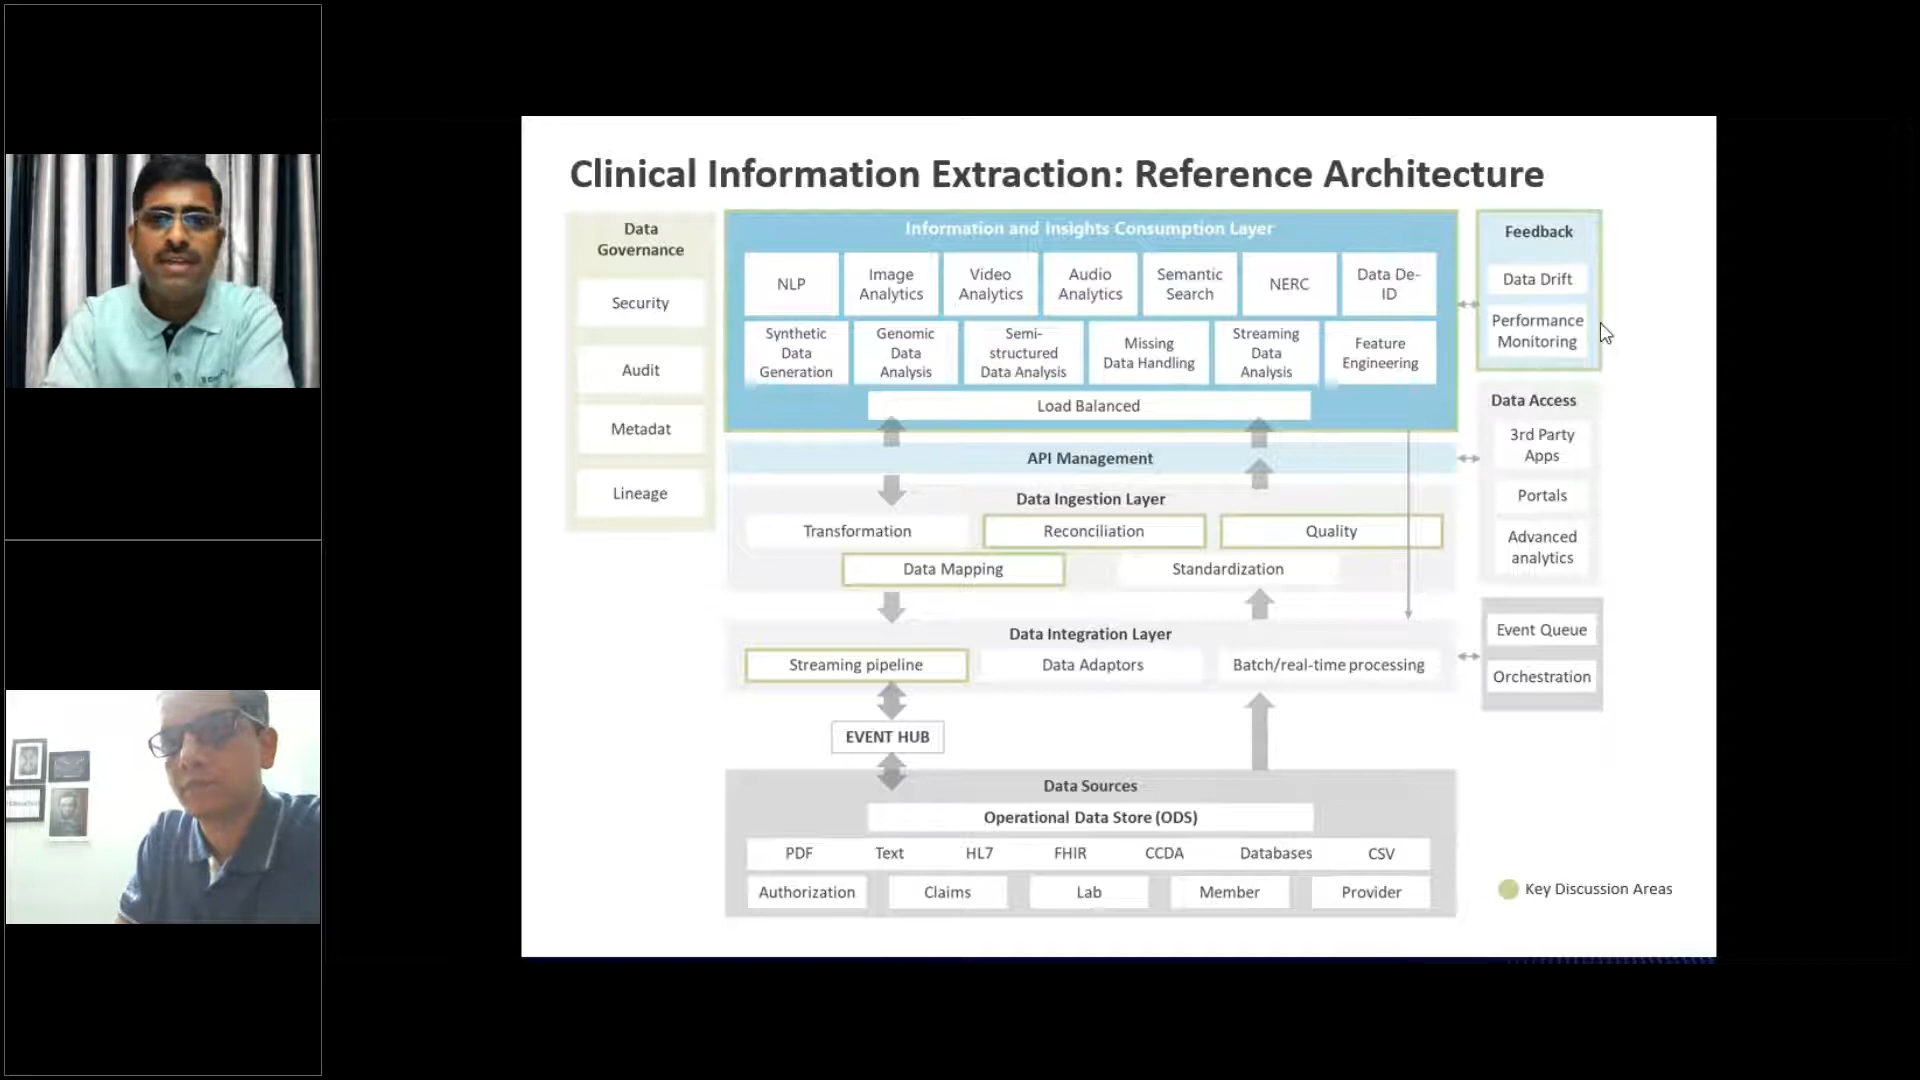 Clinical Information Extraction: Reference Architecture
Data
Governance
Security
Audit
Metadat
Lineage
Information and Insights Consumption Layer
NLP
Image
Analytics
Video
Analytics
Audio
Analytics
Semantic
Search
NERC
Data De-
ID
Synthetic
Data
Generation
Genomic
Data
Analysis
Semi-
structured
Data Analysis
Missing
Data Handling
Streaming
Data
Analysis
Feature
Engineering
Load Balanced
API Management
Data Ingestion Layer
Transformation
Reconciliation
Quality
Data Mapping
Standardization
Data Integration Layer
Streaming pipeline
Data Adaptors
Batch/real-time processing
EVENT HUB
Data Sources
Operational Data Store (ODS)
PDF Text HL7 FHIR CCDA Databases CSV
Authorization
Claims
Lab
Member
Provider
Feedback
Data Drift
Performance
Monitoring
Data Access
3rd Party
Apps
Portals
Advanced
analytics
Event Queue
Orchestration
Key Discussion Areas